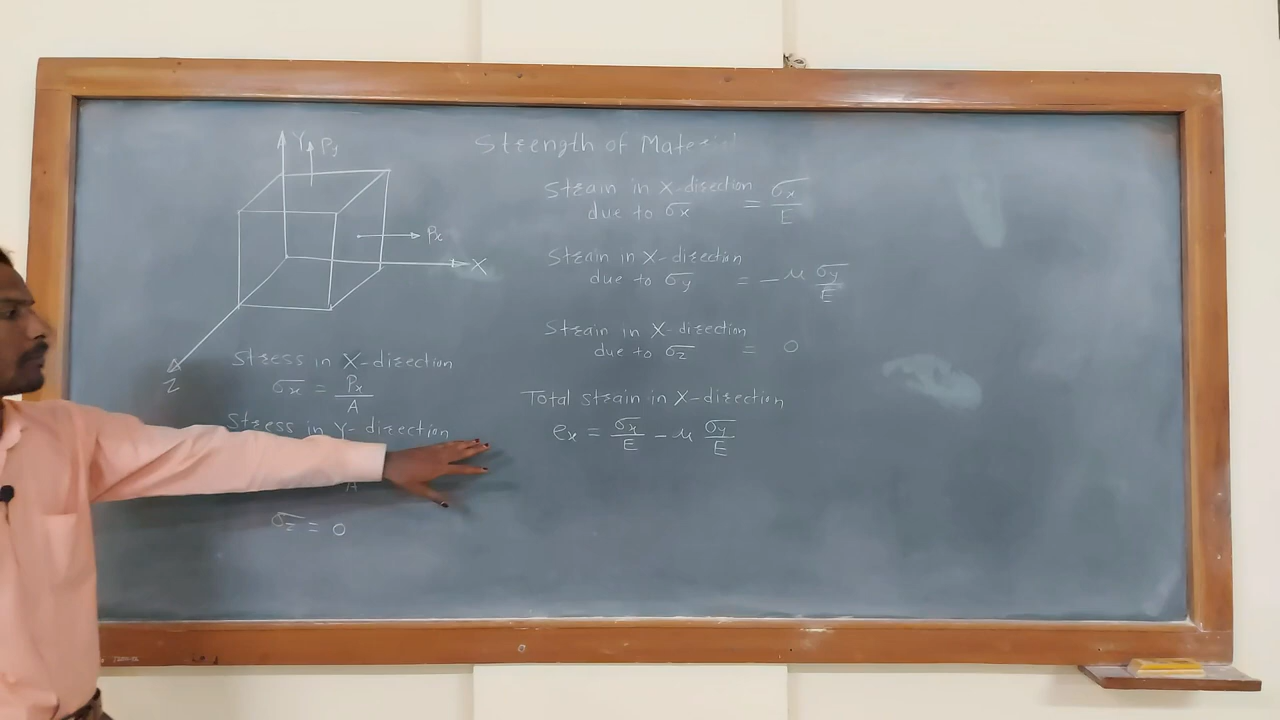 Y
Py
Px
X
Z
Stress in X-direction
σx = Px / A
Stress in Y-direction
A
σz = 0
Strength of Material
Strain in X-direction
due to σx = σx / E
Strain in X-direction
due to σy = -μ σy / E
Strain in X-direction
due to σz = 0
Total strain in X-direction
ex = σx / E - μ σy / E